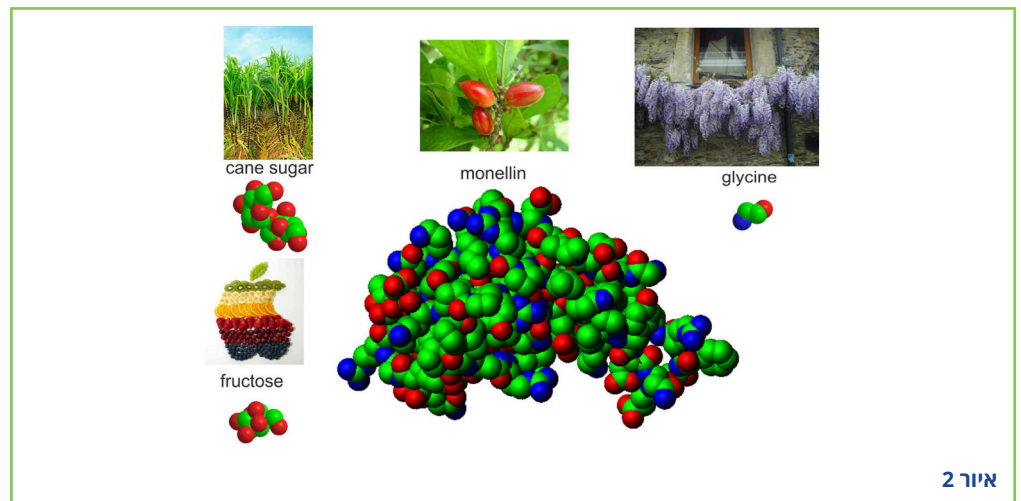 cane sugar
monellin
glycine
fructose
איור 2